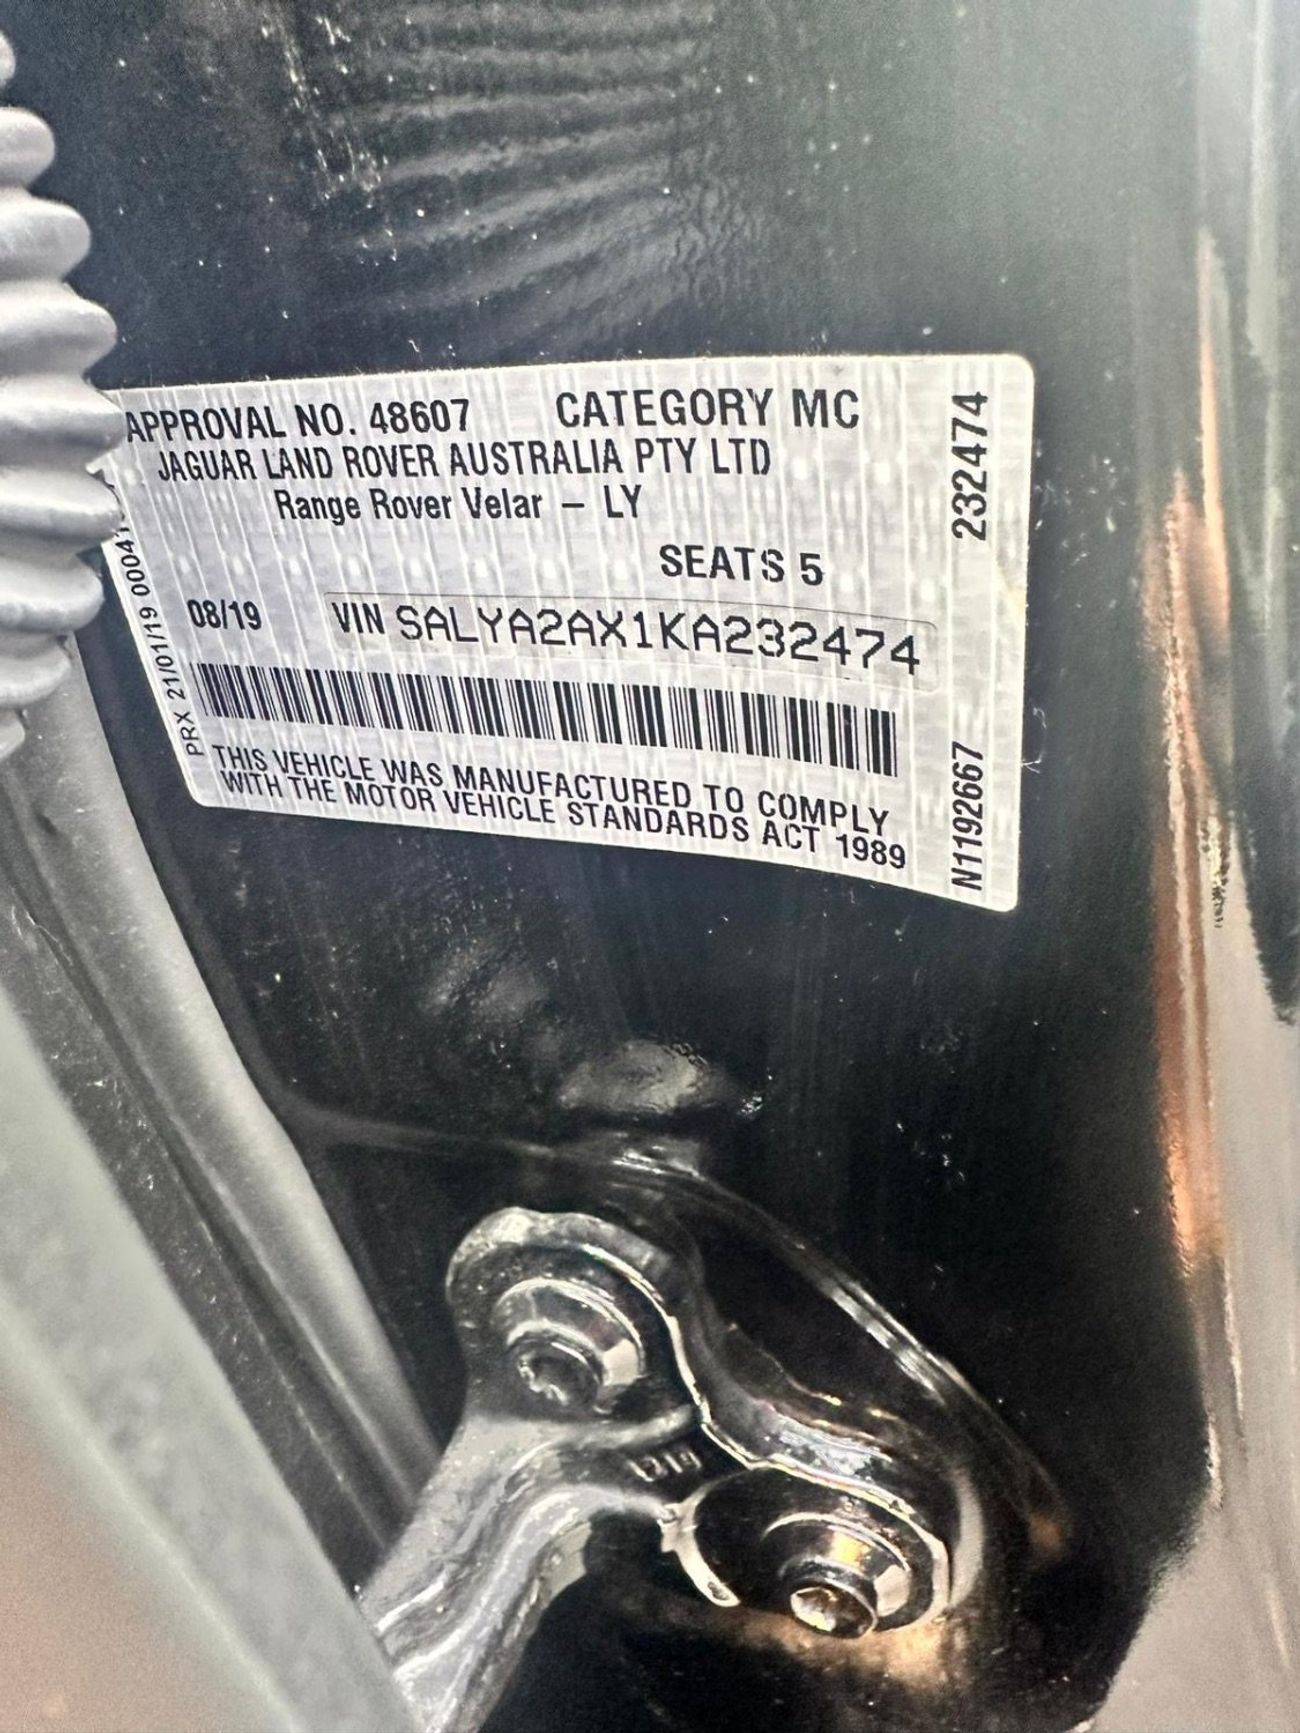 APPROVAL NO. 48607 CATEGORY MC
JAGUAR LAND ROVER AUSTRALIA PTY LTD
Range Rover Velar – LY
SEATS 5
08/19 VIN SALYA2AX1KA232474
THIS VEHICLE WAS MANUFACTURED TO COMPLY
WITH THE MOTOR VEHICLE STANDARDS ACT 1989
PRX 21/01/19
232474
N1192667